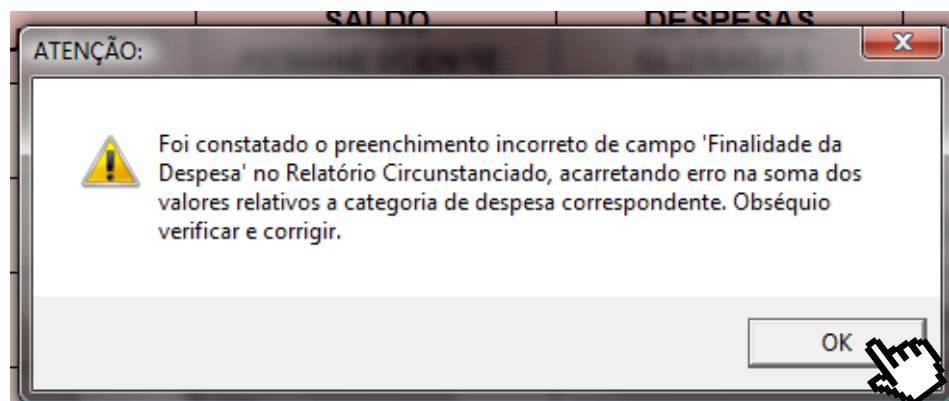 SALDO DESPESAS
ATENÇÃO:
Foi constatado o preenchimento incorreto de campo 'Finalidade da
Despesa' no Relatório Circunstanciado, acarretando erro na soma dos
valores relativos a categoria de despesa correspondente. Obséquio
verificar e corrigir.
OK